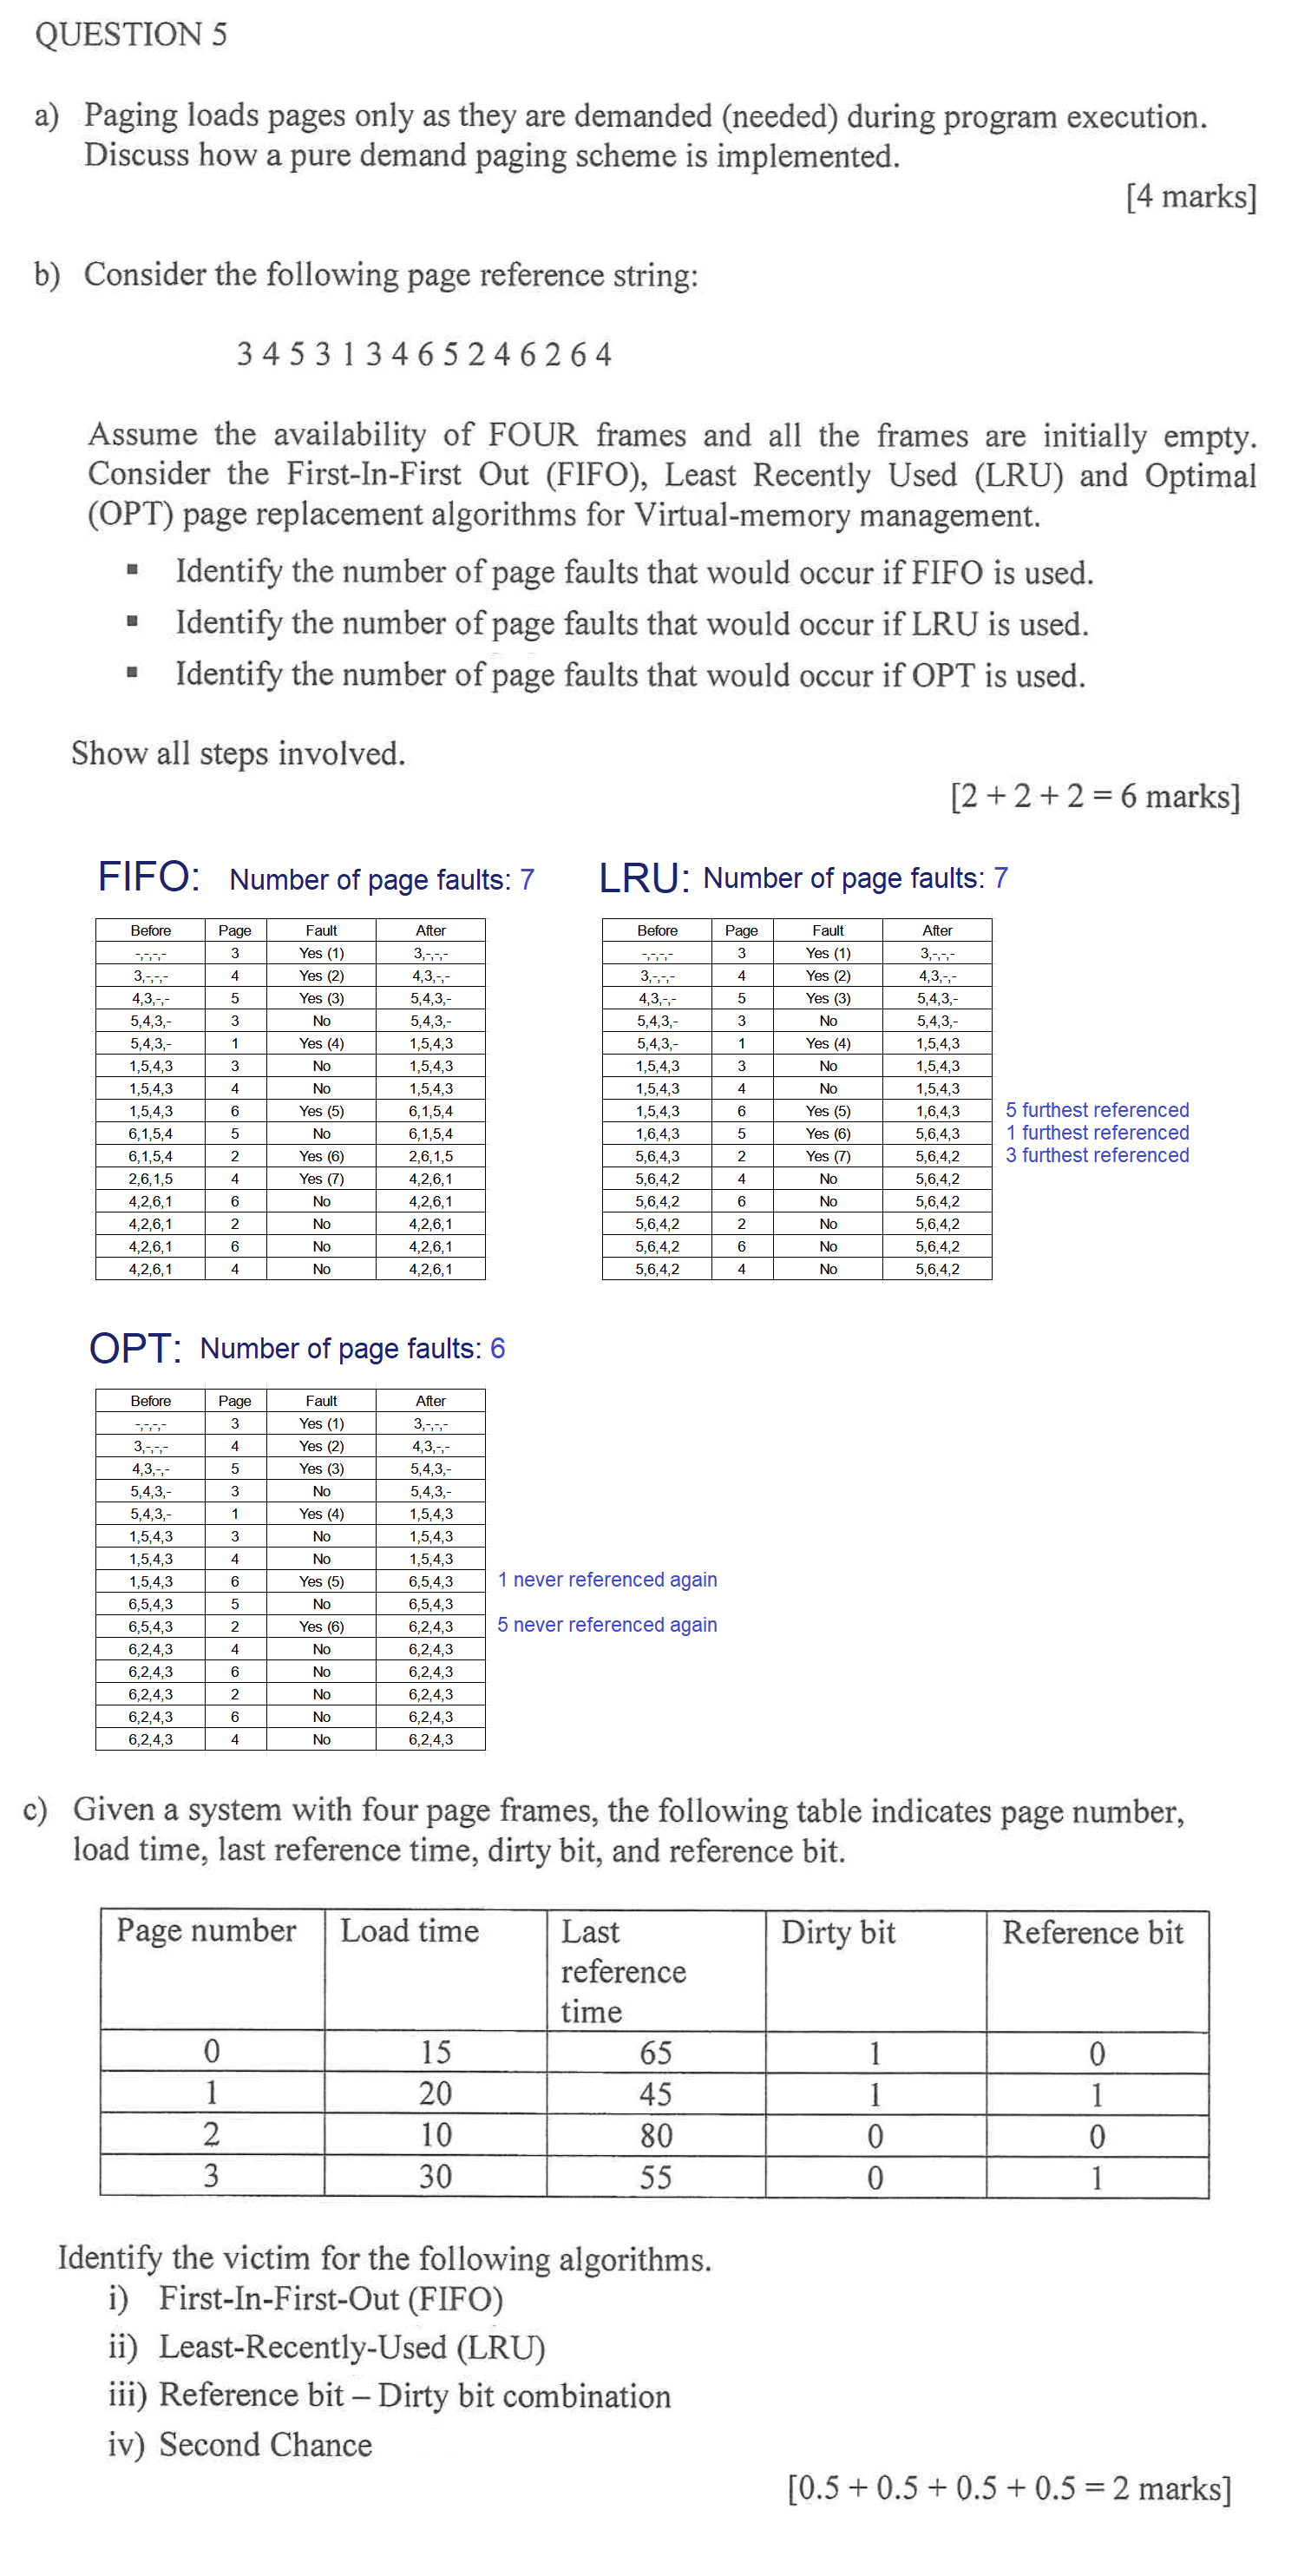 QUESTION 5
a) Paging loads pages only as they are demanded (needed) during program execution.
Discuss how a pure demand paging scheme is implemented.
[4 marks]
b) Consider the following page reference string:
3 4 5 3 1 3 4 6 5 2 4 6 2 6 4
Assume the availability of FOUR frames and all the frames are initially empty.
Consider the First-In-First Out (FIFO), Least Recently Used (LRU) and Optimal
(OPT) page replacement algorithms for Virtual-memory management.
▪ Identify the number of page faults that would occur if FIFO is used.
▪ Identify the number of page faults that would occur if LRU is used.
▪ Identify the number of page faults that would occur if OPT is used.
Show all steps involved.
[2 + 2 + 2 = 6 marks]
FIFO: Number of page faults: 7
Before Page Fault After
-,-,-,- 3 Yes (1) 3,-,-,-
3,-,-,- 4 Yes (2) 4,3,-,-
4,3,-,- 5 Yes (3) 5,4,3,-
5,4,3,- 3 No 5,4,3,-
5,4,3,- 1 Yes (4) 1,5,4,3
1,5,4,3 3 No 1,5,4,3
1,5,4,3 4 No 1,5,4,3
1,5,4,3 6 Yes (5) 6,1,5,4
6,1,5,4 5 No 6,1,5,4
6,1,5,4 2 Yes (6) 2,6,1,5
2,6,1,5 4 Yes (7) 4,2,6,1
4,2,6,1 6 No 4,2,6,1
4,2,6,1 2 No 4,2,6,1
4,2,6,1 6 No 4,2,6,1
4,2,6,1 4 No 4,2,6,1
LRU: Number of page faults: 7
Before Page Fault After
-,-,-,- 3 Yes (1) 3,-,-,-
3,-,-,- 4 Yes (2) 4,3,-,-
4,3,-,- 5 Yes (3) 5,4,3,-
5,4,3,- 3 No 5,4,3,-
5,4,3,- 1 Yes (4) 1,5,4,3
1,5,4,3 3 No 1,5,4,3
1,5,4,3 4 No 1,5,4,3
1,5,4,3 6 Yes (5) 1,6,4,3 5 furthest referenced
1,6,4,3 5 Yes (6) 5,6,4,3 1 furthest referenced
5,6,4,3 2 Yes (7) 5,6,4,2 3 furthest referenced
5,6,4,2 4 No 5,6,4,2
5,6,4,2 6 No 5,6,4,2
5,6,4,2 2 No 5,6,4,2
5,6,4,2 6 No 5,6,4,2
5,6,4,2 4 No 5,6,4,2
OPT: Number of page faults: 6
Before Page Fault After
-,-,-,- 3 Yes (1) 3,-,-,-
3,-,-,- 4 Yes (2) 4,3,-,-
4,3,-,- 5 Yes (3) 5,4,3,-
5,4,3,- 3 No 5,4,3,-
5,4,3,- 1 Yes (4) 1,5,4,3
1,5,4,3 3 No 1,5,4,3
1,5,4,3 4 No 1,5,4,3
1,5,4,3 6 Yes (5) 6,5,4,3 1 never referenced again
6,5,4,3 5 No 6,5,4,3
6,5,4,3 2 Yes (6) 6,2,4,3 5 never referenced again
6,2,4,3 4 No 6,2,4,3
6,2,4,3 6 No 6,2,4,3
6,2,4,3 2 No 6,2,4,3
6,2,4,3 6 No 6,2,4,3
6,2,4,3 4 No 6,2,4,3
c) Given a system with four page frames, the following table indicates page number,
load time, last reference time, dirty bit, and reference bit.
Page number Load time Last reference time Dirty bit Reference bit
0 15 65 1 0
1 20 45 1 1
2 10 80 0 0
3 30 55 0 1
Identify the victim for the following algorithms.
i) First-In-First-Out (FIFO)
ii) Least-Recently-Used (LRU)
iii) Reference bit – Dirty bit combination
iv) Second Chance
[0.5 + 0.5 + 0.5 + 0.5 = 2 marks]